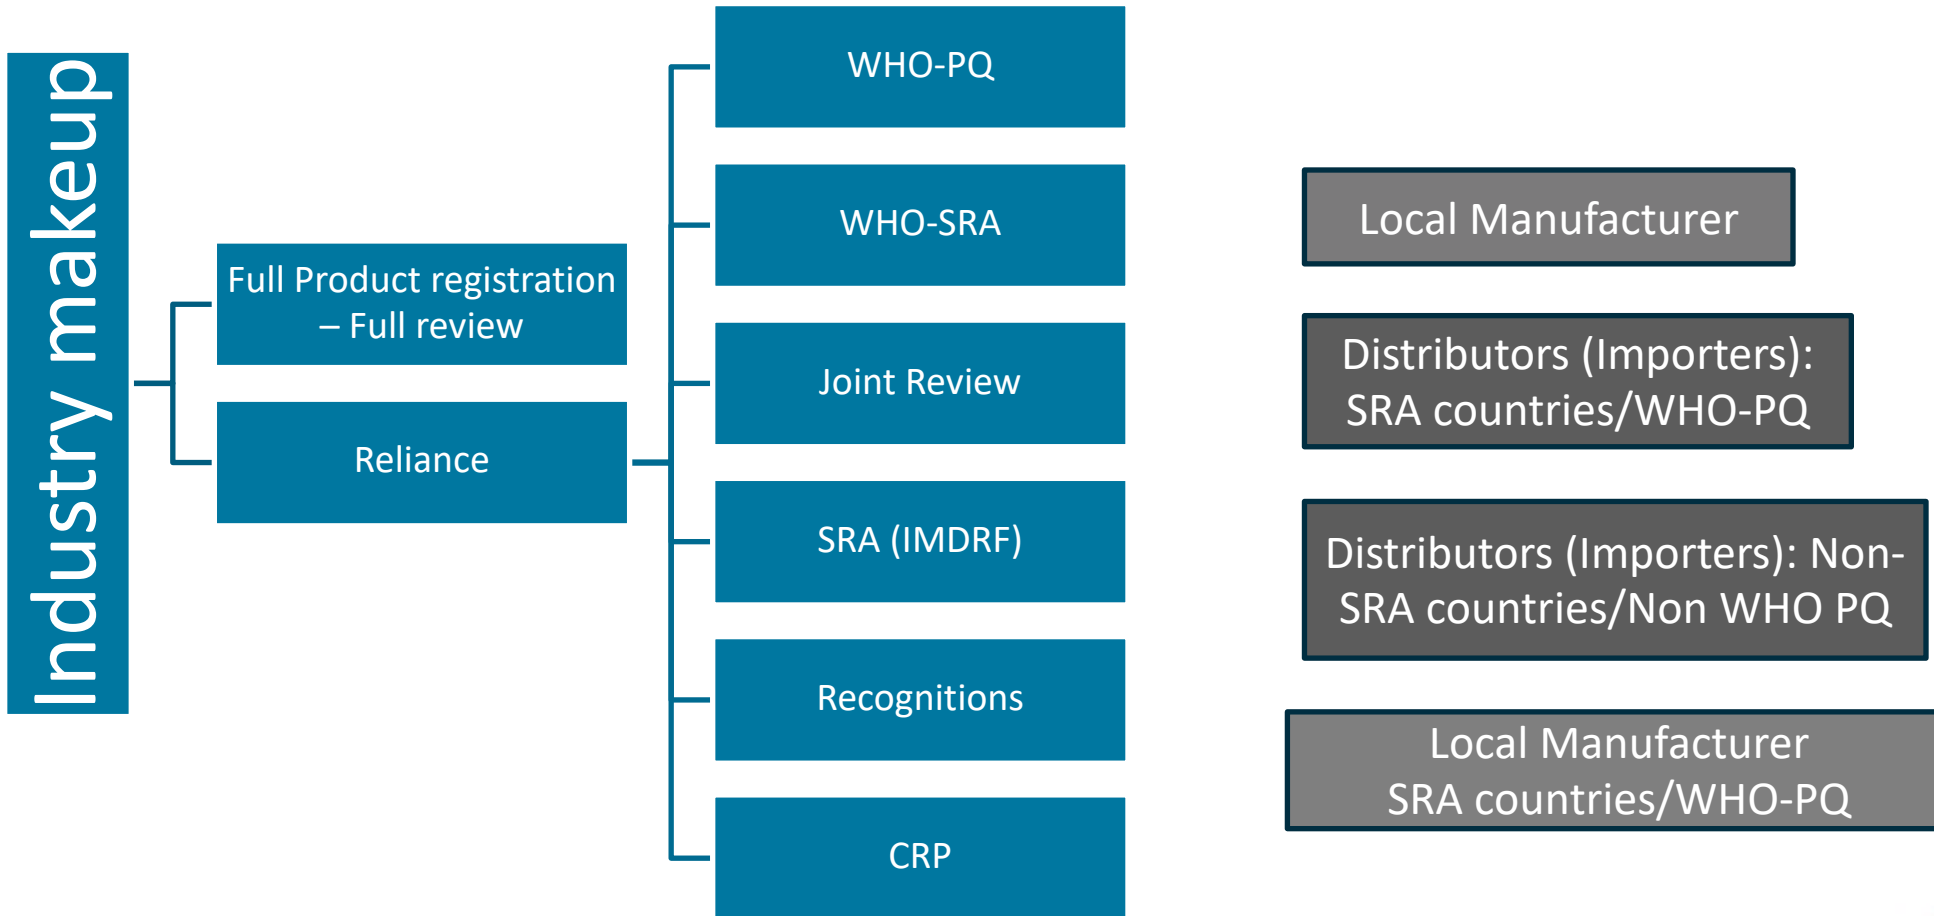 Industry makeup
Full Product registration
– Full review
Reliance
WHO-PQ
WHO-SRA
Joint Review
SRA (IMDRF)
Recognitions
CRP
Local Manufacturer
Distributors (Importers):
SRA countries/WHO-PQ
Distributors (Importers): Non-
SRA countries/Non WHO PQ
Local Manufacturer
SRA countries/WHO-PQ